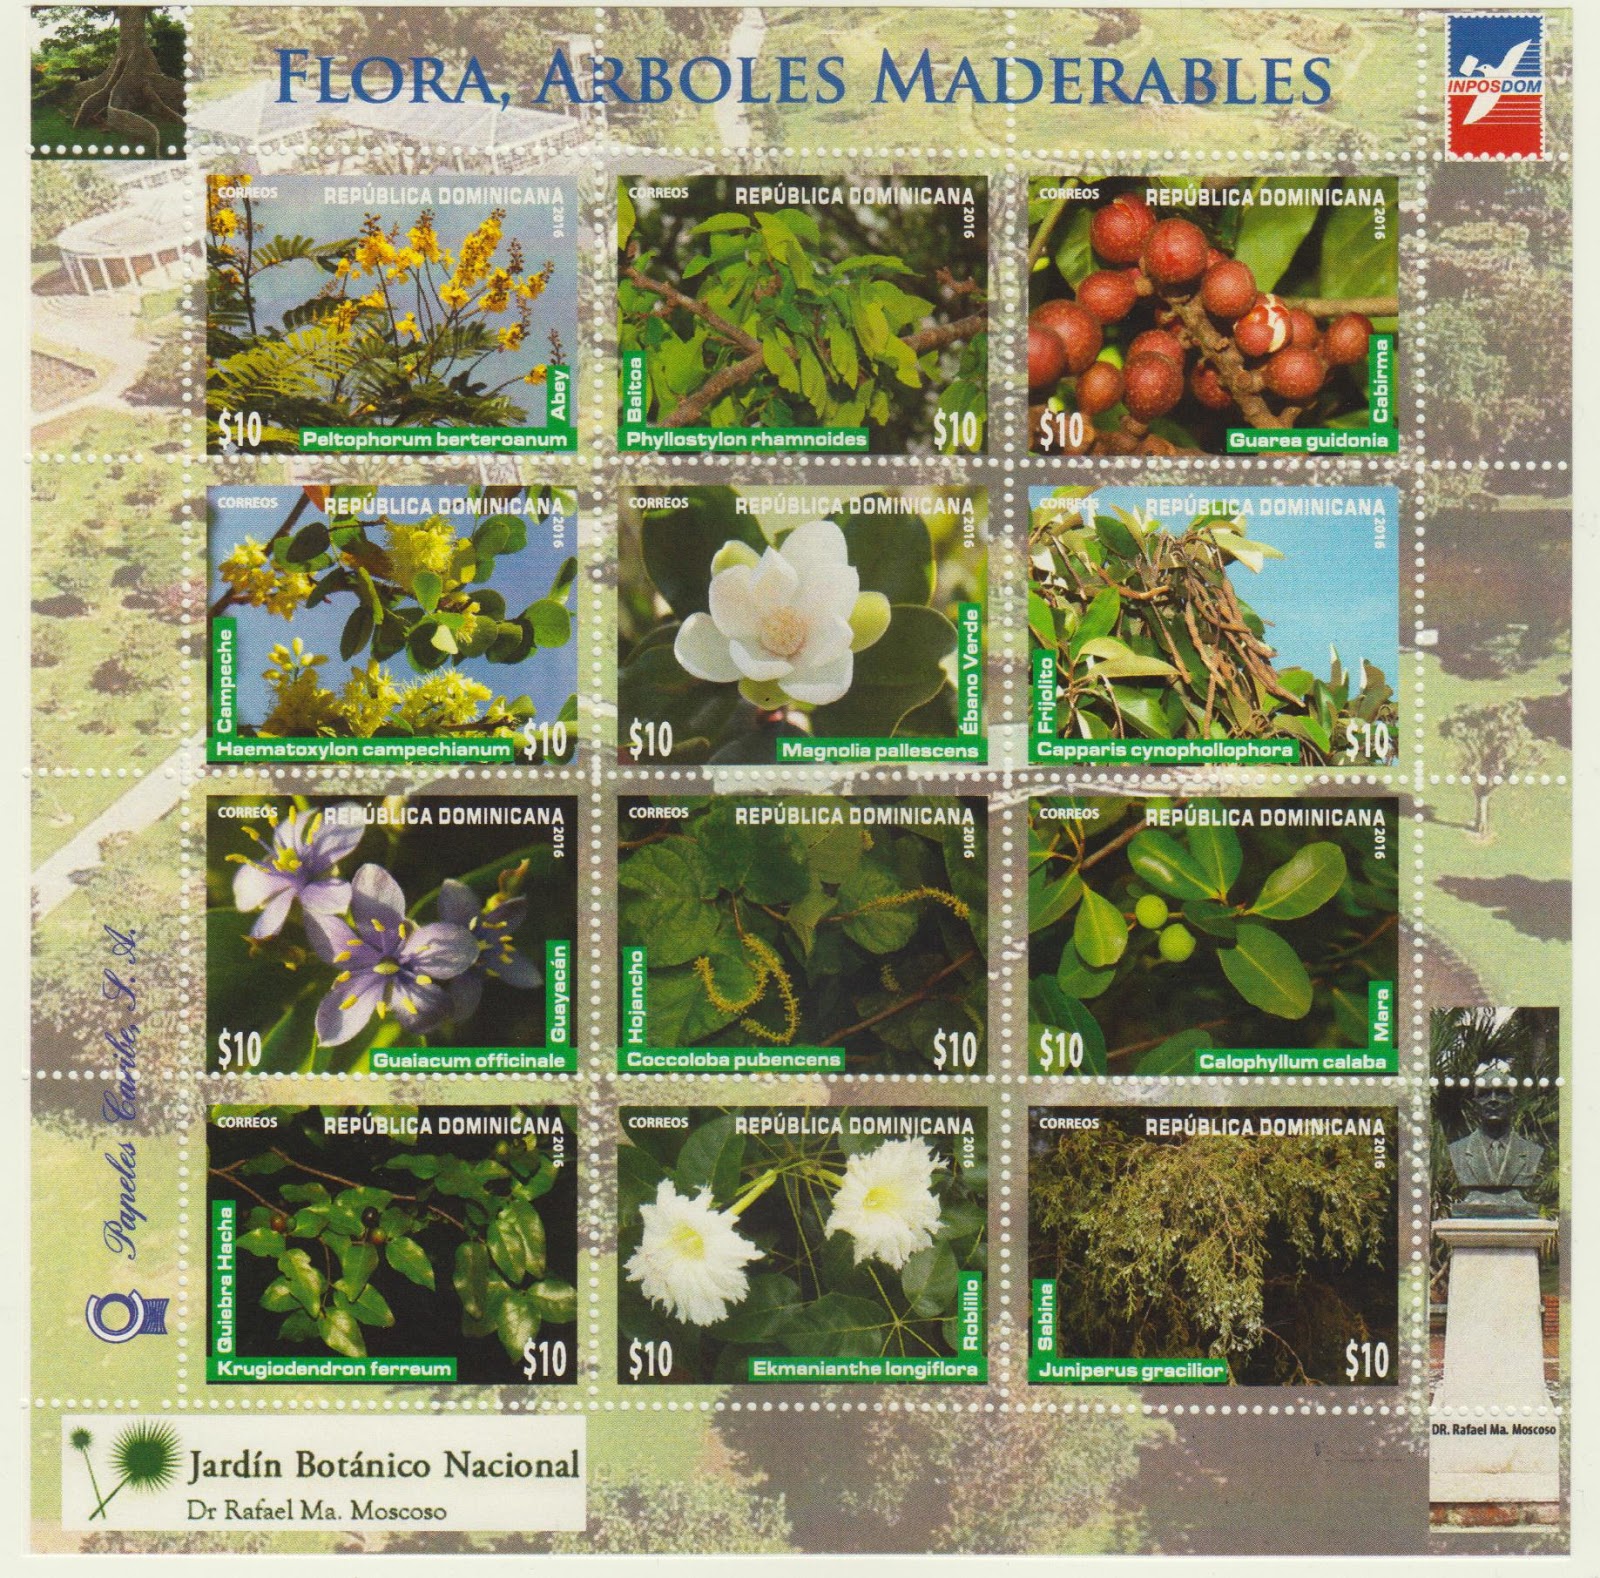 FLORA, ARBOLES MADERABLES
INPOSDOM
CORREOS
REPÚBLICA DOMINICANA
2016
Abey
$10
Peltophorum berteroanum
CORREOS
REPÚBLICA DOMINICANA
2016
Baitoa
Phyllostylon rhamnoides
$10
CORREOS
REPÚBLICA DOMINICANA
2016
Cabirma
$10
Guarea guidonia
CORREOS
REPÚBLICA DOMINICANA
2016
Campeche
Haematoxylon campechianum
$10
CORREOS
REPÚBLICA DOMINICANA
2016
Ébano Verde
$10
Magnolia pallescens
CORREOS
REPÚBLICA DOMINICANA
2016
Frijolito
Capparis cynophollophora
$10
CORREOS
REPÚBLICA DOMINICANA
2016
Guayacán
$10
Guaiacum officinale
CORREOS
REPÚBLICA DOMINICANA
2016
Hojancho
Coccoloba pubencens
$10
CORREOS
REPÚBLICA DOMINICANA
2016
Mara
$10
Calophyllum calaba
CORREOS
REPÚBLICA DOMINICANA
2016
Guiebra Hacha
Krugiodendron ferreum
$10
CORREOS
REPÚBLICA DOMINICANA
2016
Roblillo
$10
Ekmanianthe longiflora
CORREOS
REPÚBLICA DOMINICANA
2016
Sabina
Juniperus gracilior
$10
Papeles Caribe, S. A.
DR. Rafael Ma. Moscoso
Jardín Botánico Nacional
Dr Rafael Ma. Moscoso